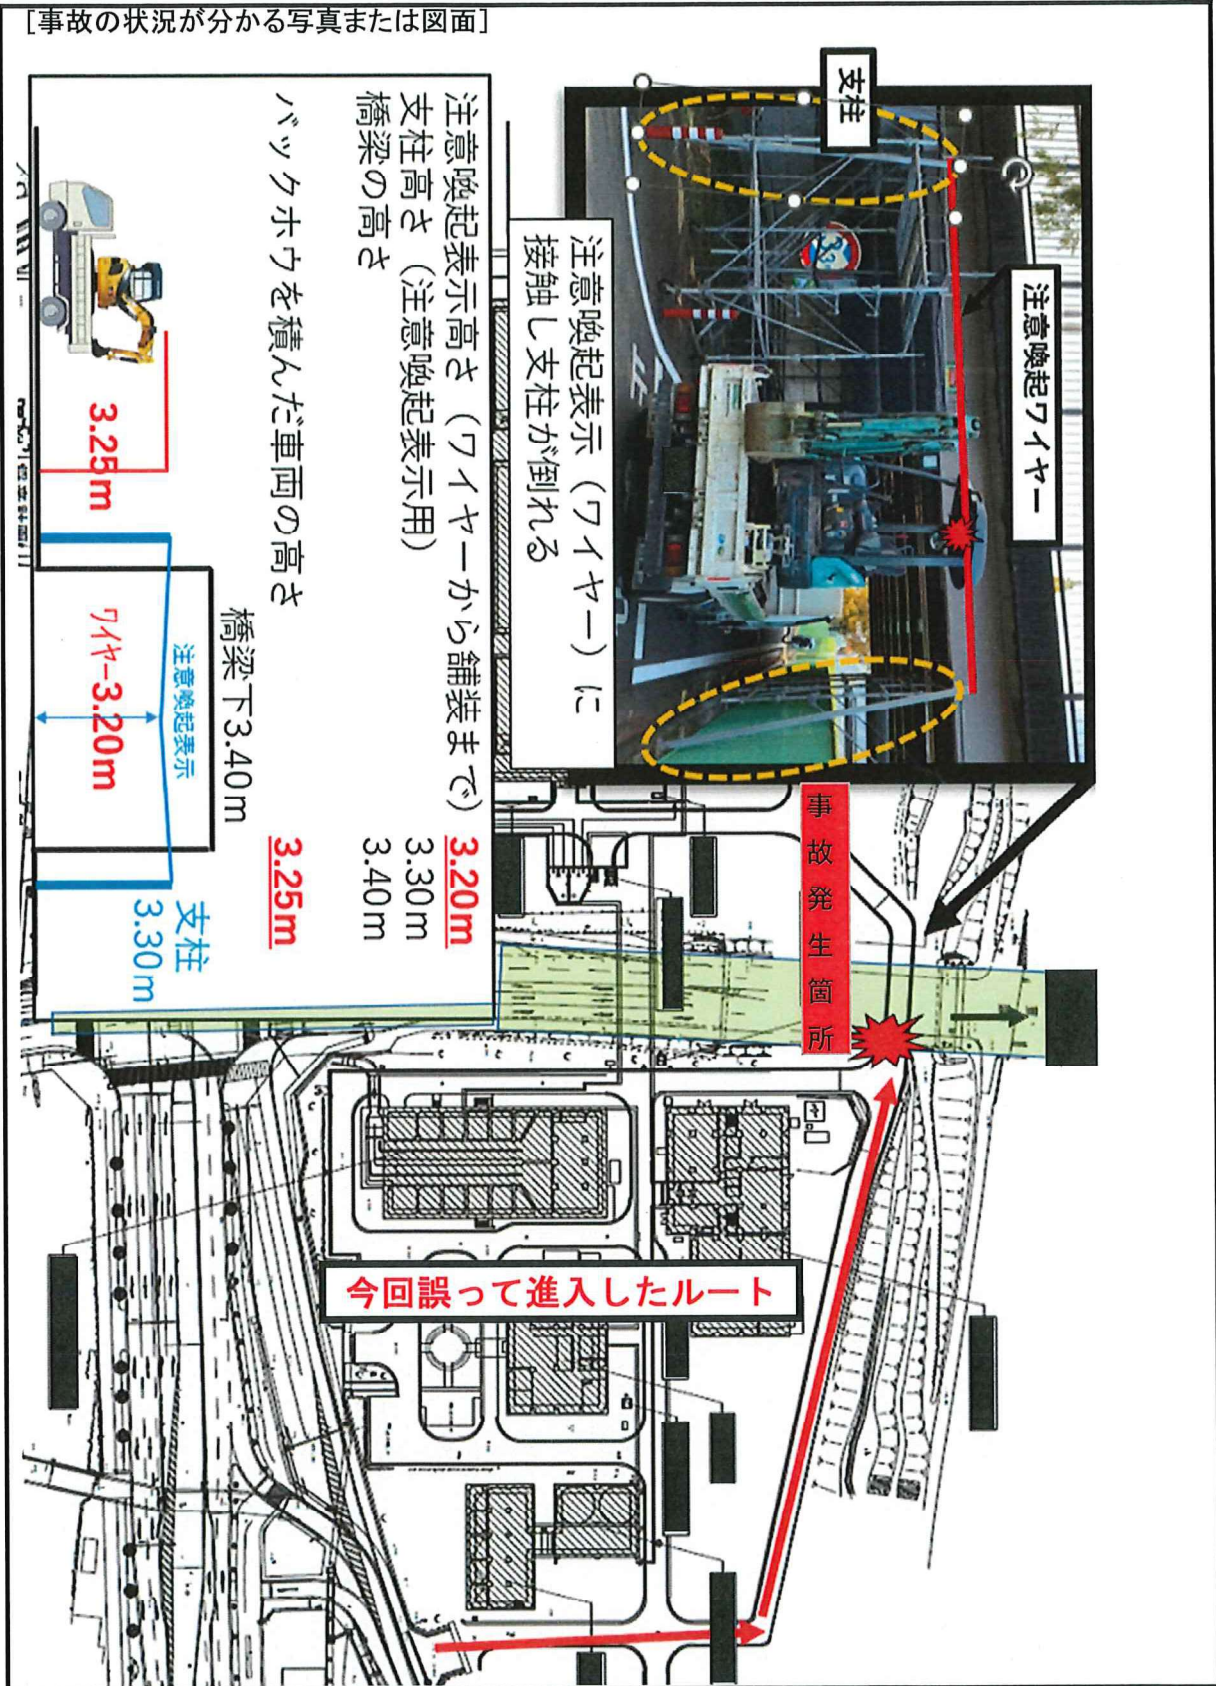 [事故の状況が分かる写真または図面]
支柱
注意喚起ワイヤー
注意喚起表示（ワイヤー）に
接触し支柱が倒れる
事故発生箇所
今回誤って進入したルート
注意喚起表示高さ（ワイヤーから舗装まで） 3.20m
支柱高さ（注意喚起表示用） 3.30m
橋梁の高さ 3.40m
バックホウを積んだ車両の高さ 3.25m
橋梁下3.40m
注意喚起表示
ワイヤー3.20m
3.25m
支柱
3.30m
3.3m